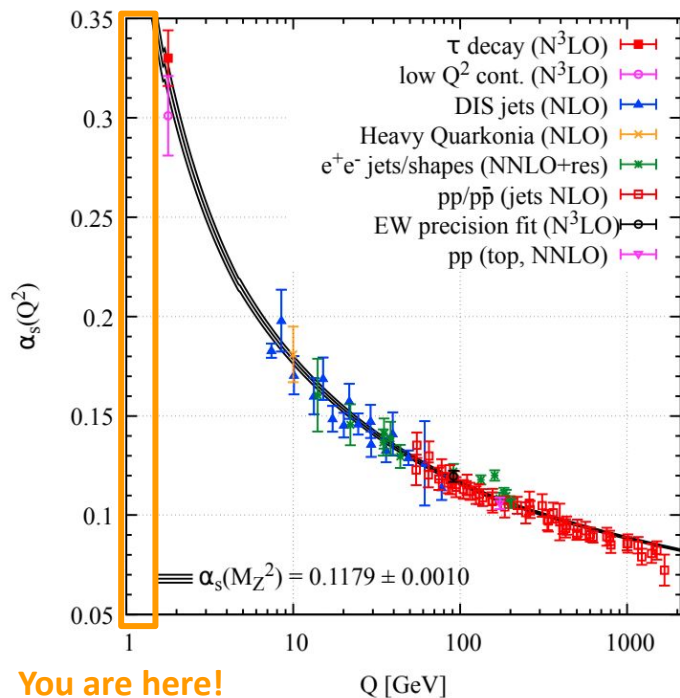 0.35
0.3
0.25
0.2
0.15
0.1
0.05
αs(Q²)
τ decay (N³LO)
low Q² cont. (N³LO)
DIS jets (NLO)
Heavy Quarkonia (NLO)
e⁺e⁻ jets/shapes (NNLO+res)
pp/pp̄ (jets NLO)
EW precision fit (N³LO)
pp (top, NNLO)
αs(M_Z²) = 0.1179 ± 0.0010
1 10 100 1000
You are here!
Q [GeV]